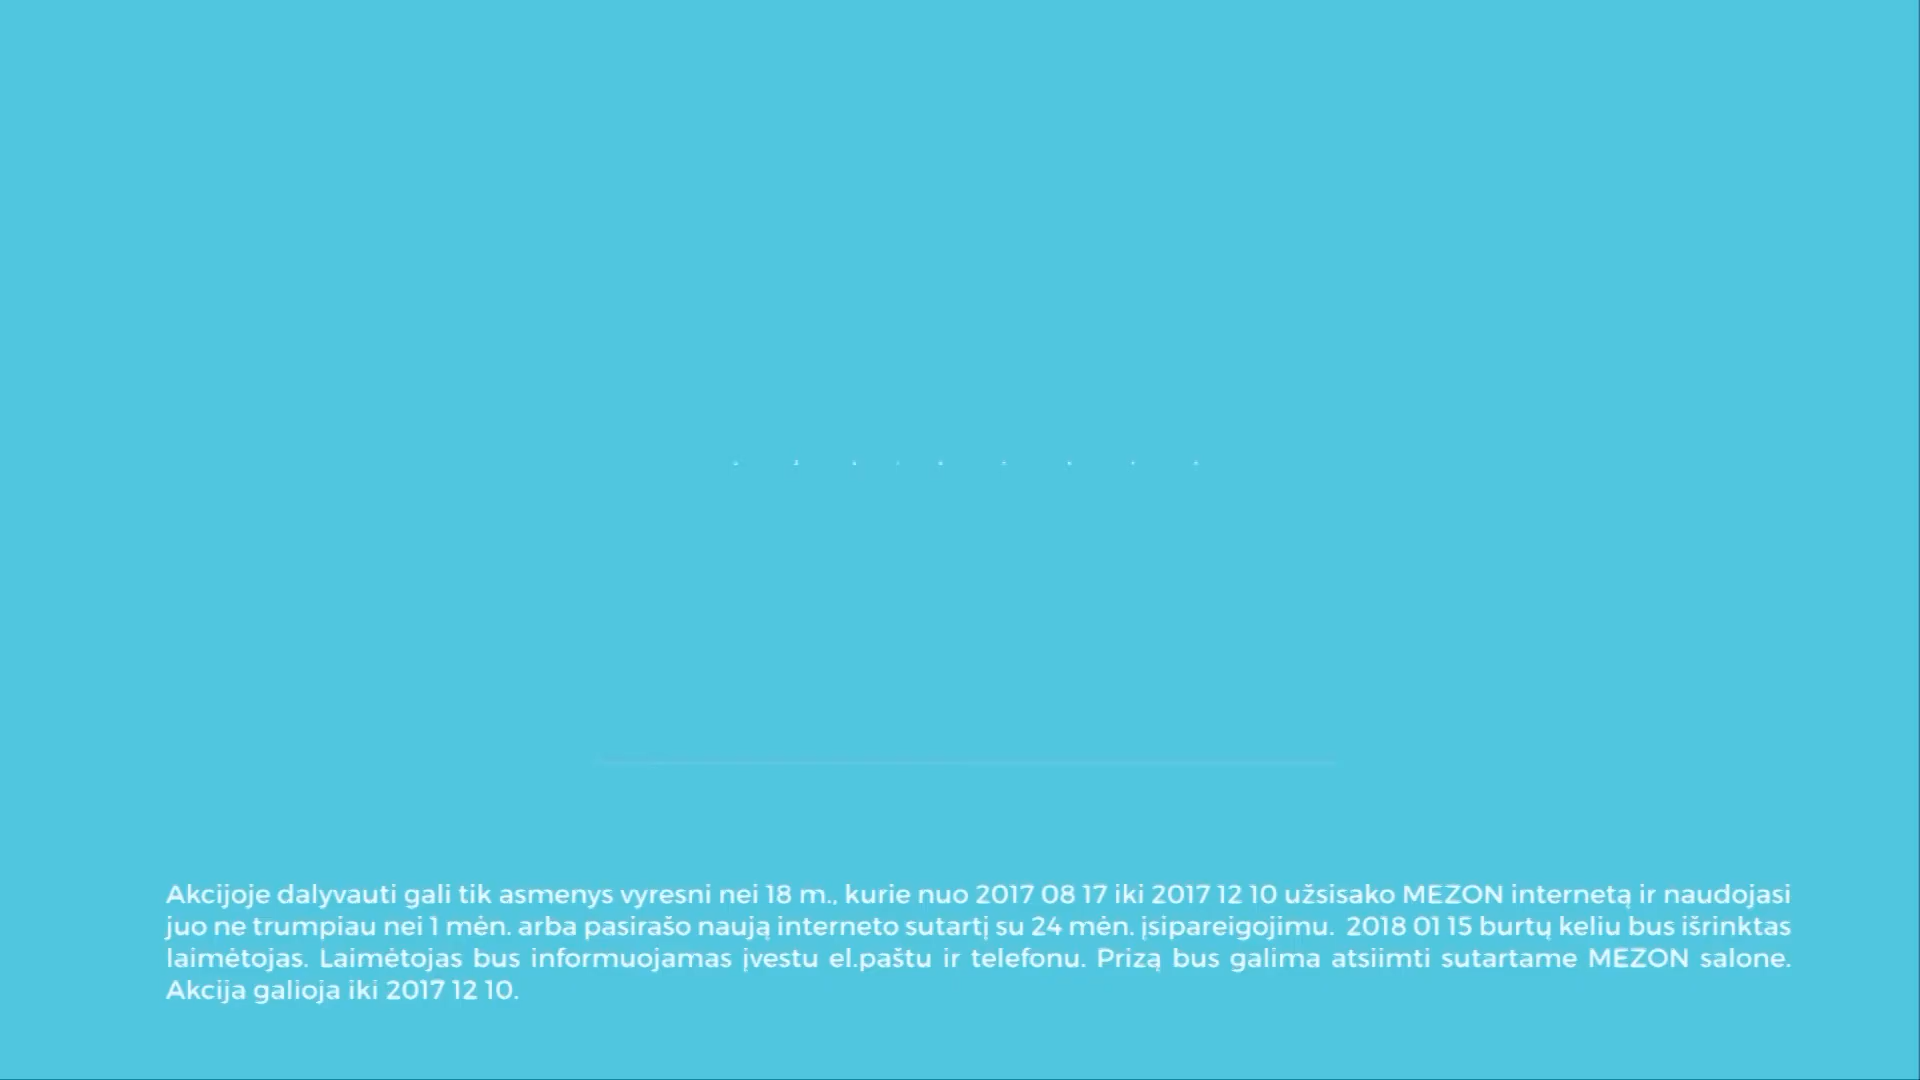 Akcijoje dalyvauti gali tik asmenys vyresni nei 18 m., kurie nuo 2017 08 17 iki 2017 12 10 užsisako MEZON internetą ir naudojasi
juo ne trumpiau nei 1 mėn. arba pasirašo naują interneto sutartį su 24 mėn. įsipareigojimu. 2018 01 15 burtų keliu bus išrinktas
laimėtojas. Laimėtojas bus informuojamas įvestu el.paštu ir telefonu. Prizą bus galima atsiimti sutartame MEZON salone.
Akcija galioja iki 2017 12 10.